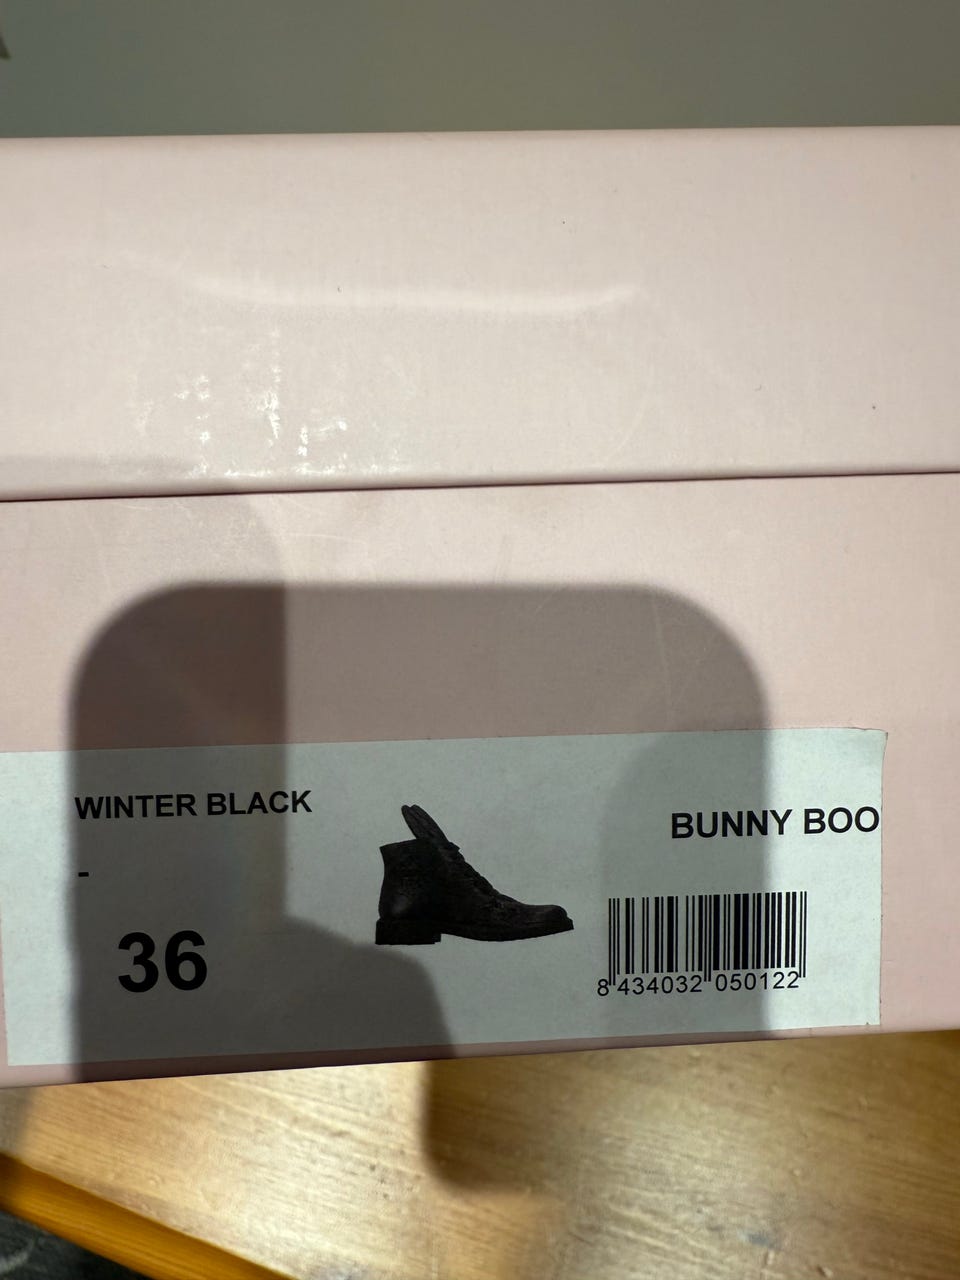 WINTER BLACK
BUNNY BOO
-
36
8 434032 050122